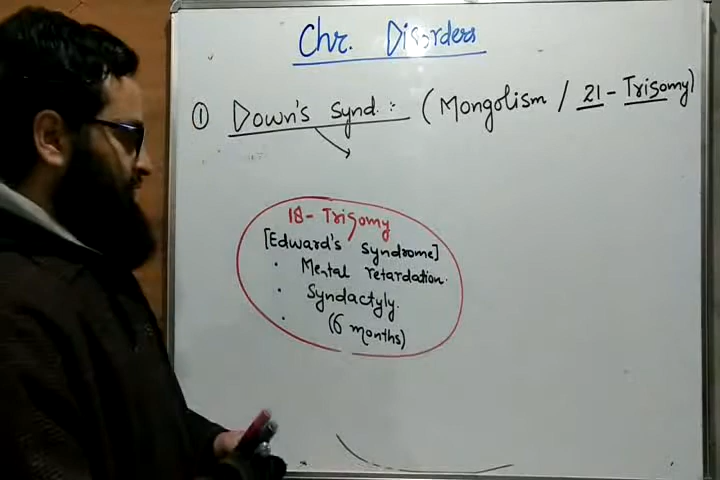 Chr. Disorders
① Down's Synd. :- (Mongolism / 21 - Trisomy)
18 - Trisomy
[Edward's Syndrome]
· Mental retardation.
· Syndactyly.
· (6 months)